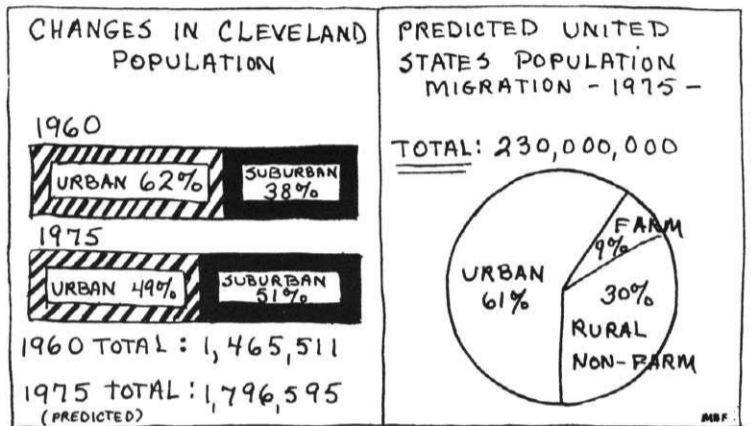 CHANGES IN CLEVELAND
POPULATION
1960
URBAN 62%
SUBURBAN
38%
1975
URBAN 49%
SUBURBAN
51%
1960 TOTAL: 1,465,511
1975 TOTAL: 1,796,595
(PREDICTED)
PREDICTED UNITED
STATES POPULATION
MIGRATION - 1975 -
TOTAL: 230,000,000
FARM
9%
URBAN
61%
30%
RURAL
NON-FARM
MBF.